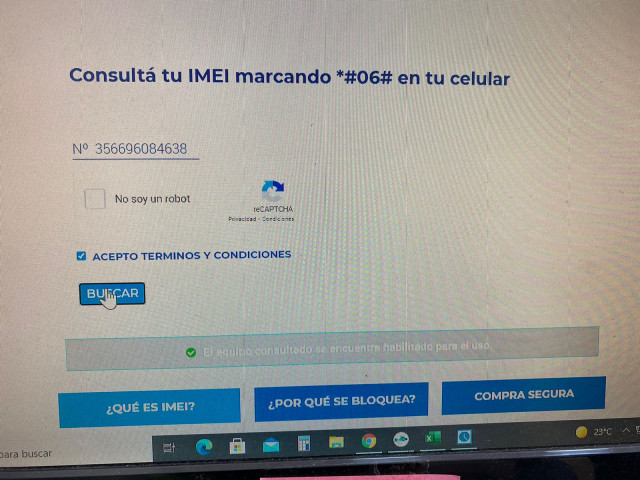 Consultá tu IMEI marcando *#06# en tu celular
Nº 356696084638
No soy un robot
reCAPTCHA
Privacidad - Condiciones
ACEPTO TERMINOS Y CONDICIONES
BUSCAR
El equipo consultado se encuentra habilitado para el uso.
¿QUÉ ES IMEI?
¿POR QUÉ SE BLOQUEA?
COMPRA SEGURA
para buscar
23°C